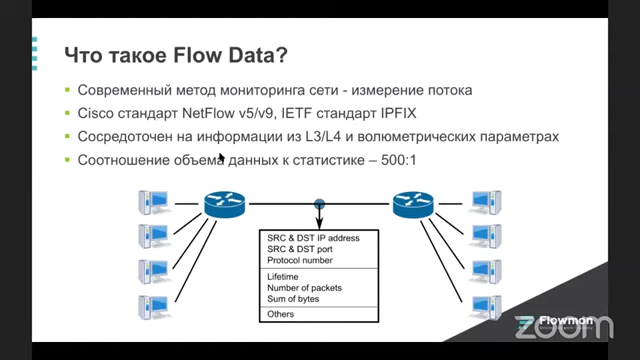 Что такое Flow Data?
Современный метод мониторинга сети - измерение потока
Cisco стандарт NetFlow v5/v9, IETF стандарт IPFIX
Сосредоточен на информации из L3/L4 и волюметрических параметрах
Соотношение объема данных к статистике – 500:1
SRC & DST IP address
SRC & DST port
Protocol number
Lifetime
Number of packets
Sum of bytes
Others
Flowmon
zoom